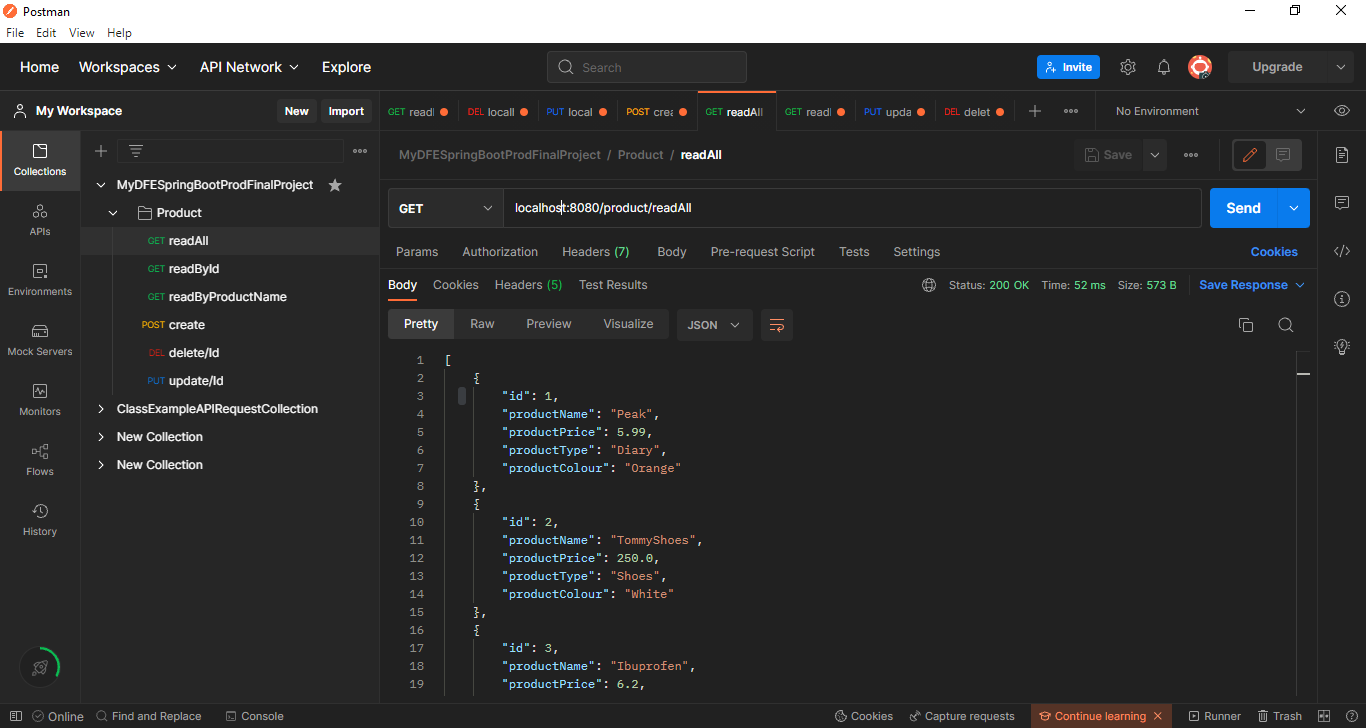 Postman
File Edit View Help
Home Workspaces API Network Explore Search Invite Upgrade
My Workspace New Import
GET readl DEL locall PUT local POST crea GET readAll GET readl PUT upda DEL delet No Environment
Collections
APIs
Environments
Mock Servers
Monitors
Flows
History
MyDFESpringBootProdFinalProject
Product
GET readAll
GET readById
GET readByProductName
POST create
DEL delete/Id
PUT update/Id
ClassExampleAPIRequestCollection
New Collection
New Collection
MyDFESpringBootProdFinalProject / Product / readAll Save
GET localhost:8080/product/readAll Send
Params Authorization Headers (7) Body Pre-request Script Tests Settings Cookies
Body Cookies Headers (5) Test Results Status: 200 OK Time: 52 ms Size: 573 B Save Response
Pretty Raw Preview Visualize JSON
1 [
2 {
3 "id": 1,
4 "productName": "Peak",
5 "productPrice": 5.99,
6 "productType": "Diary",
7 "productColour": "Orange"
8 },
9 {
10 "id": 2,
11 "productName": "TommyShoes",
12 "productPrice": 250.0,
13 "productType": "Shoes",
14 "productColour": "White"
15 },
16 {
17 "id": 3,
18 "productName": "Ibuprofen",
19 "productPrice": 6.2,
Online Find and Replace Console Cookies Capture requests Continue learning Runner Trash